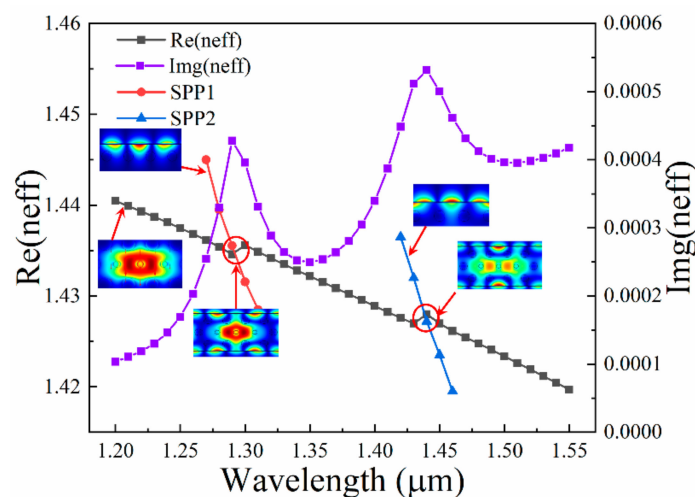 Re(neff)
Img(neff)
SPP1
SPP2
1.46
1.45
1.44
1.43
1.42
Re(neff)
0.0006
0.0005
0.0004
0.0003
0.0002
0.0001
0.0000
Img(neff)
1.20 1.25 1.30 1.35 1.40 1.45 1.50 1.55
Wavelength (μm)